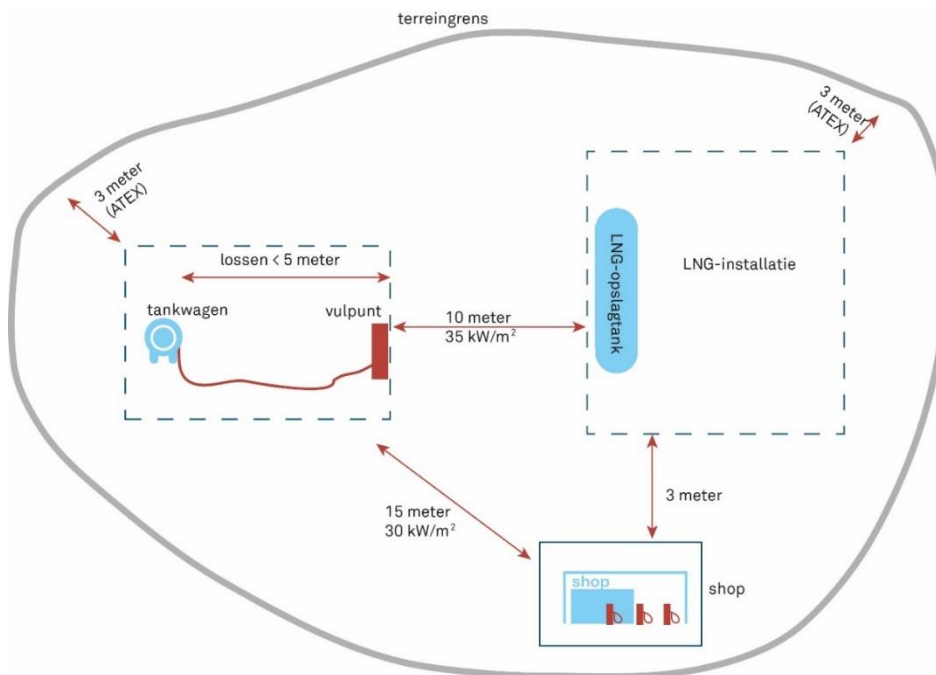 terreingrens
3 meter
(ATEX)
3 meter
(ATEX)
lossen < 5 meter
tankwagen
vulpunt
10 meter
35 kW/m²
LNG-opslagtank
LNG-installatie
15 meter
30 kW/m²
3 meter
shop
shop